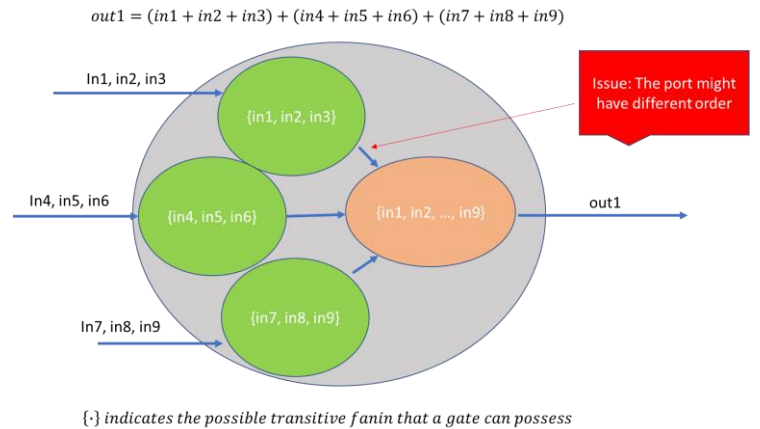 out1 = (in1 + in2 + in3) + (in4 + in5 + in6) + (in7 + in8 + in9)
In1, in2, in3
Issue: The port might
have different order
{in1, in2, in3}
In4, in5, in6
{in4, in5, in6}
{in1, in2, ..., in9}
out1
In7, in8, in9
{in7, in8, in9}
{·} indicates the possible transitive fanin that a gate can possess